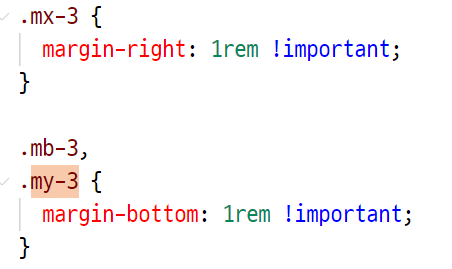 .mx-3 {
margin-right: 1rem !important;
}
.mb-3,
.my-3 {
margin-bottom: 1rem !important;
}